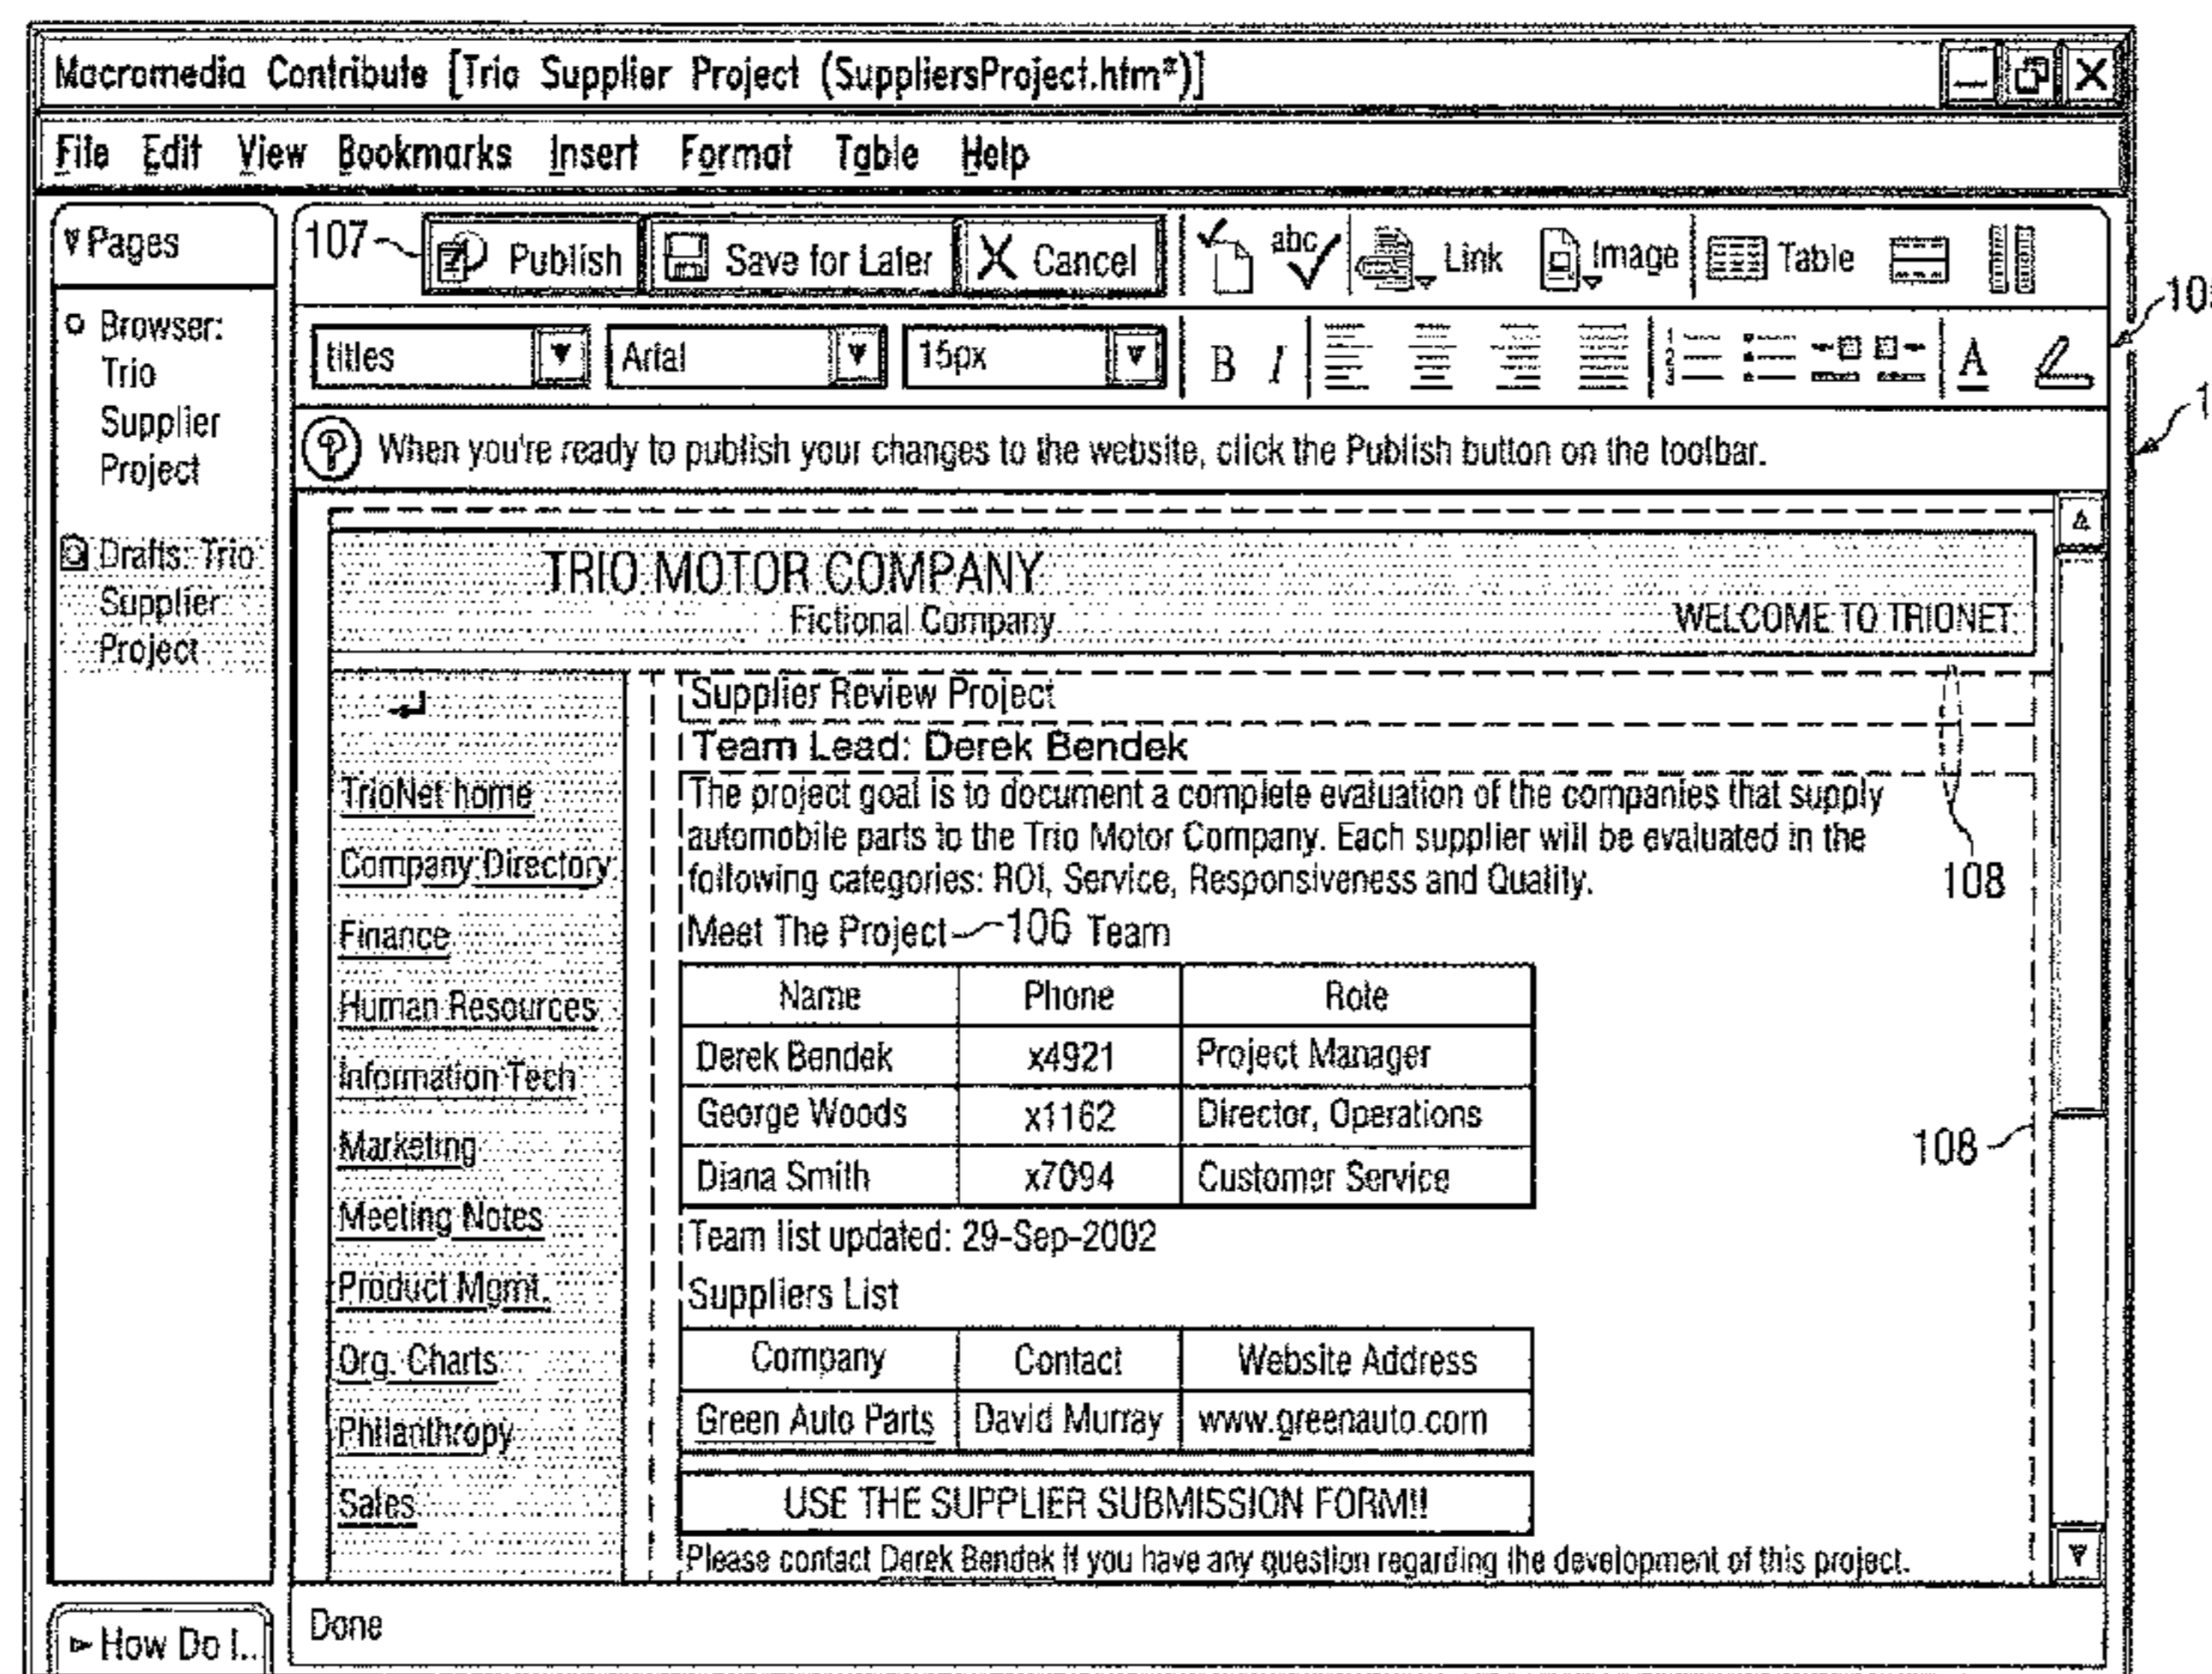 Macromedia Contribute [Trio Supplier Project (SuppliersProject.htm*)]
File Edit View Bookmarks Insert Format Table Help
Pages
Browser:
Trio
Supplier
Project
Drafts: Trio
Supplier
Project
107 Publish Save for Later Cancel abc Link Image Table
titles Arial 15px B I A
? When you're ready to publish your changes to the website, click the Publish button on the toolbar.
TRIO MOTOR COMPANY
Fictional Company WELCOME TO TRIONET
TrioNet home
Company Directory
Finance
Human Resources
Information Tech
Marketing
Meeting Notes
Product Mgmt.
Org. Charts
Philanthropy
Sales
Supplier Review Project
Team Lead: Derek Bendek
The project goal is to document a complete evaluation of the companies that supply
automobile parts to the Trio Motor Company. Each supplier will be evaluated in the
following categories: ROI, Service, Responsiveness and Quality.
108
Meet The Project 106 Team
Name Phone Role
Derek Bendek x4921 Project Manager
George Woods x1162 Director, Operations
Diana Smith x7094 Customer Service
108
Team list updated: 29-Sep-2002
Suppliers List
Company Contact Website Address
Green Auto Parts David Murray www.greenauto.com
USE THE SUPPLIER SUBMISSION FORM!!
Please contact Derek Bendek if you have any question regarding the development of this project.
How Do I...
Done